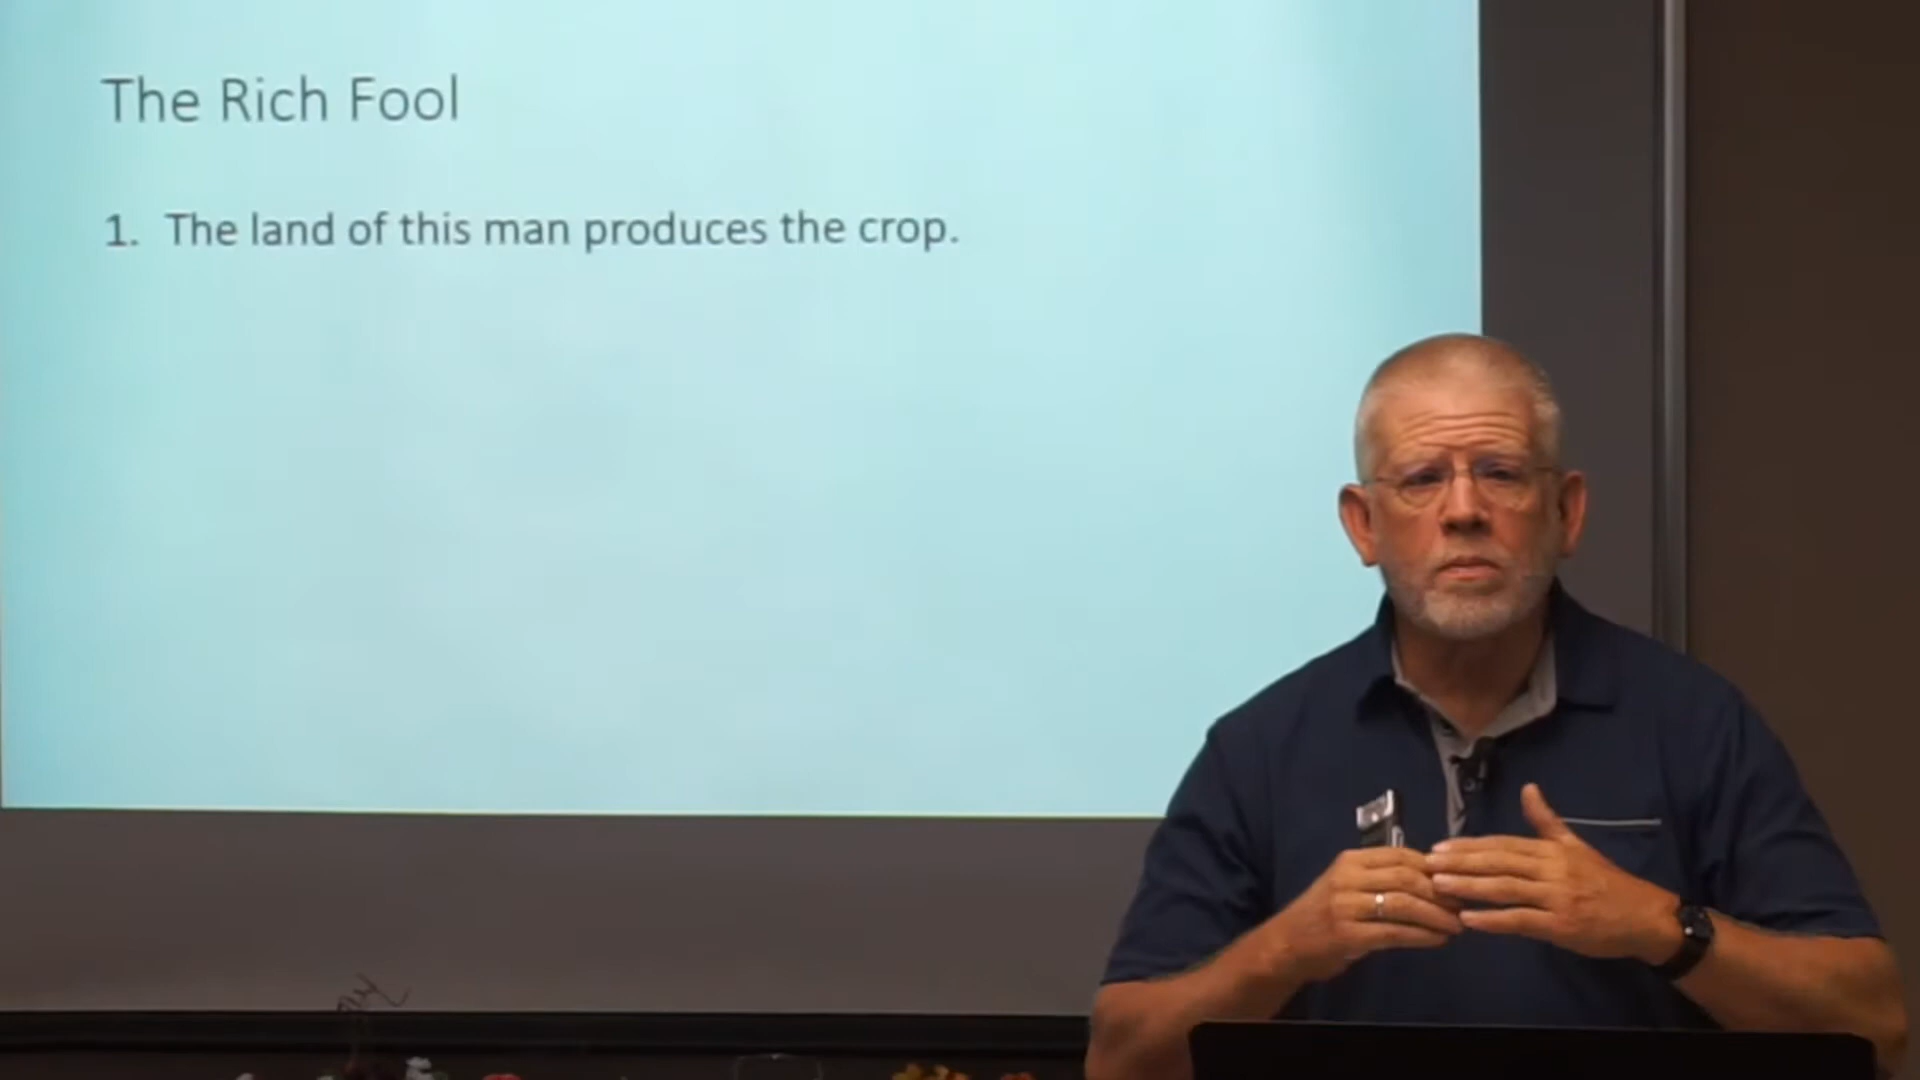 The Rich Fool
1. The land of this man produces the crop.